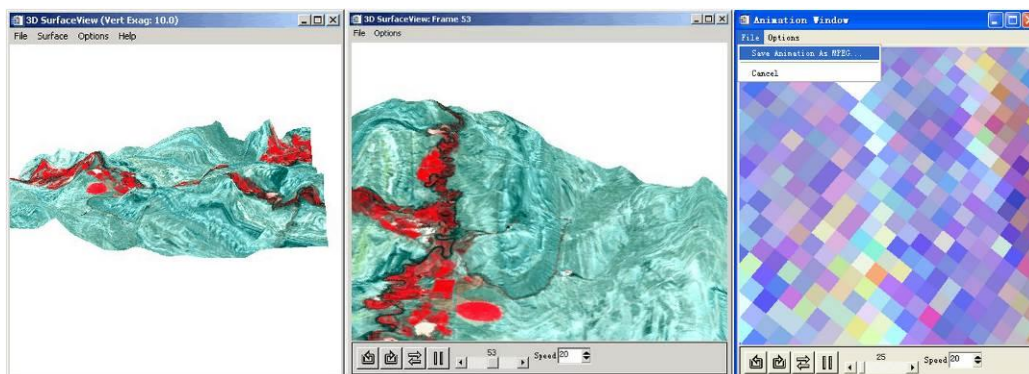 3D SurfaceView (Vert Exag: 10.0)
File Surface Options Help
3D SurfaceView: Frame 53
File Options
53
Speed 20
Animation Window
File Options
Save Animation As MPEG...
Cancel
25
Speed 20